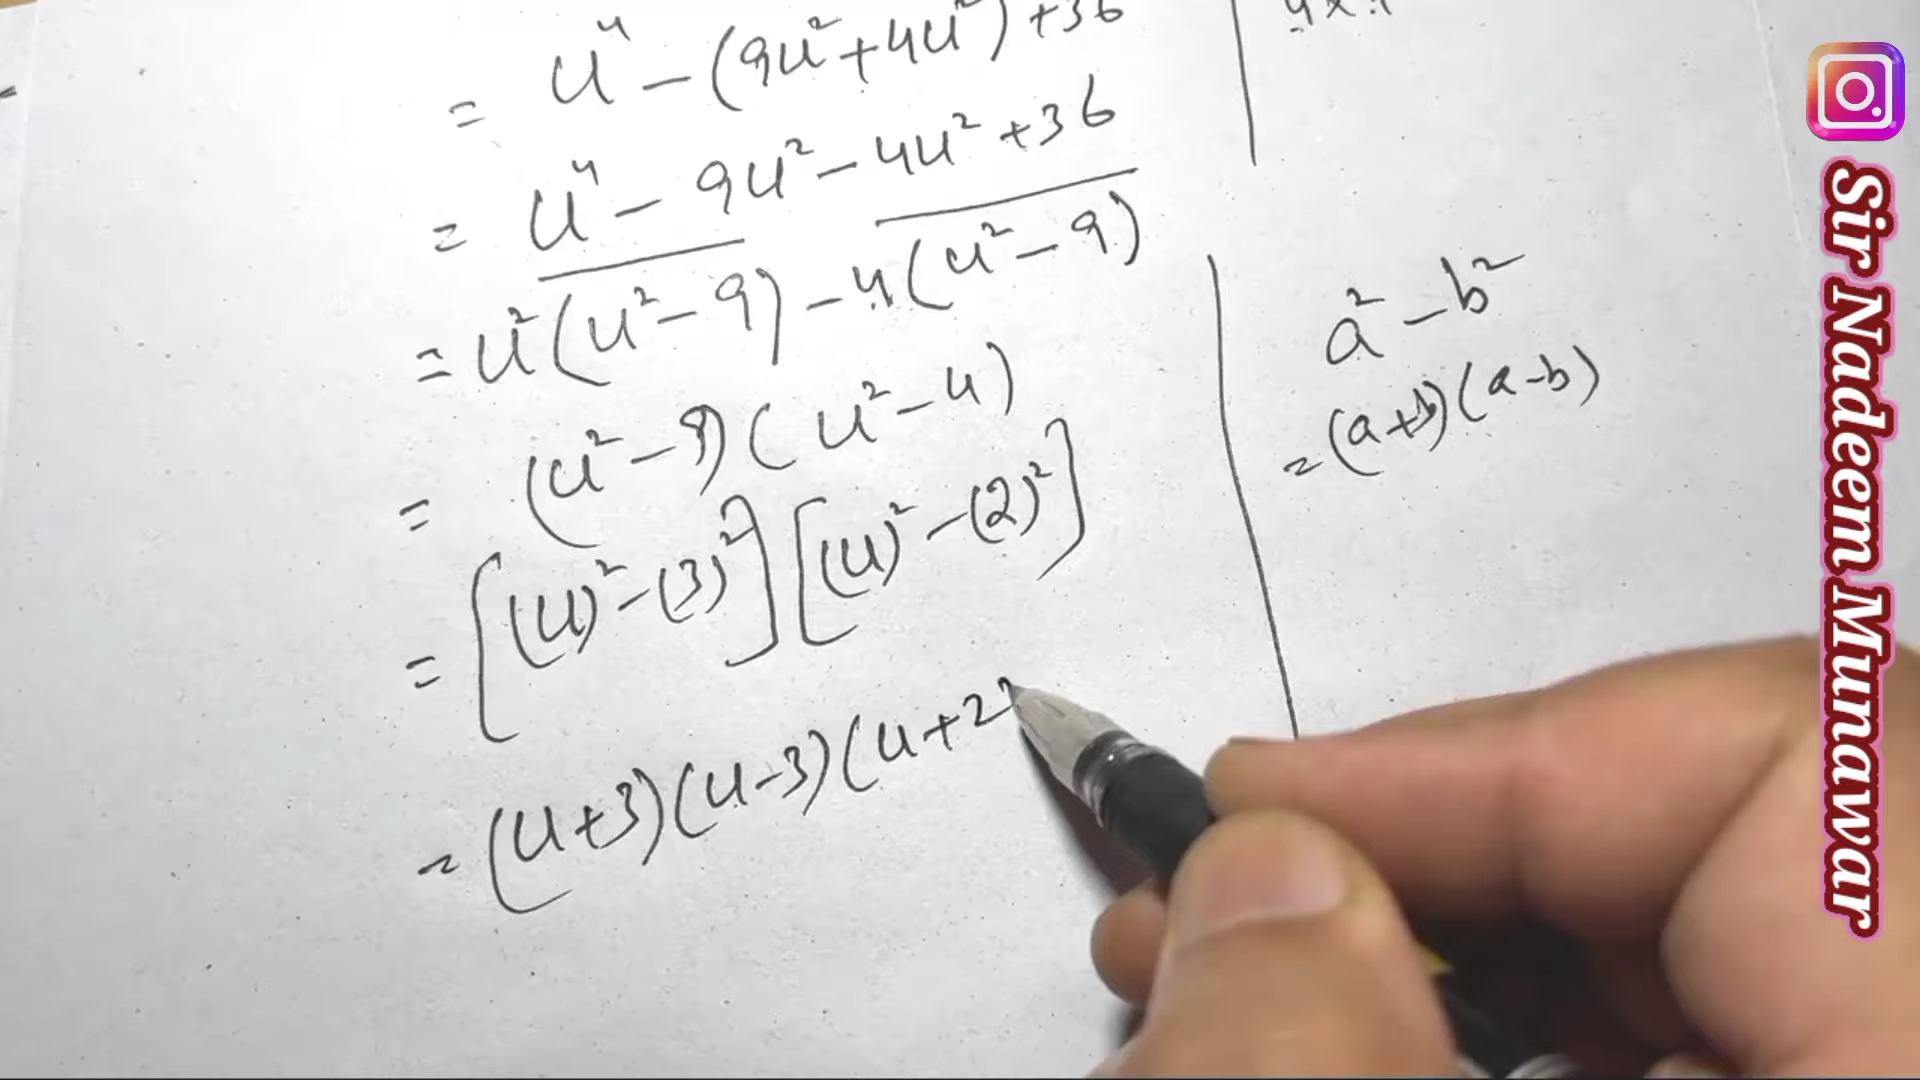 = u⁴ - (9u² + 4u²) + 36
= u⁴ - 9u² - 4u² + 36
= u²(u² - 9) - 4(u² - 9)
= (u² - 9)(u² - 4)
= [(u)² - (3)²][(u)² - (2)²]
= (u+3)(u-3)(u+2)
a² - b²
= (a+b)(a-b)
Sir Nadeem Munawar